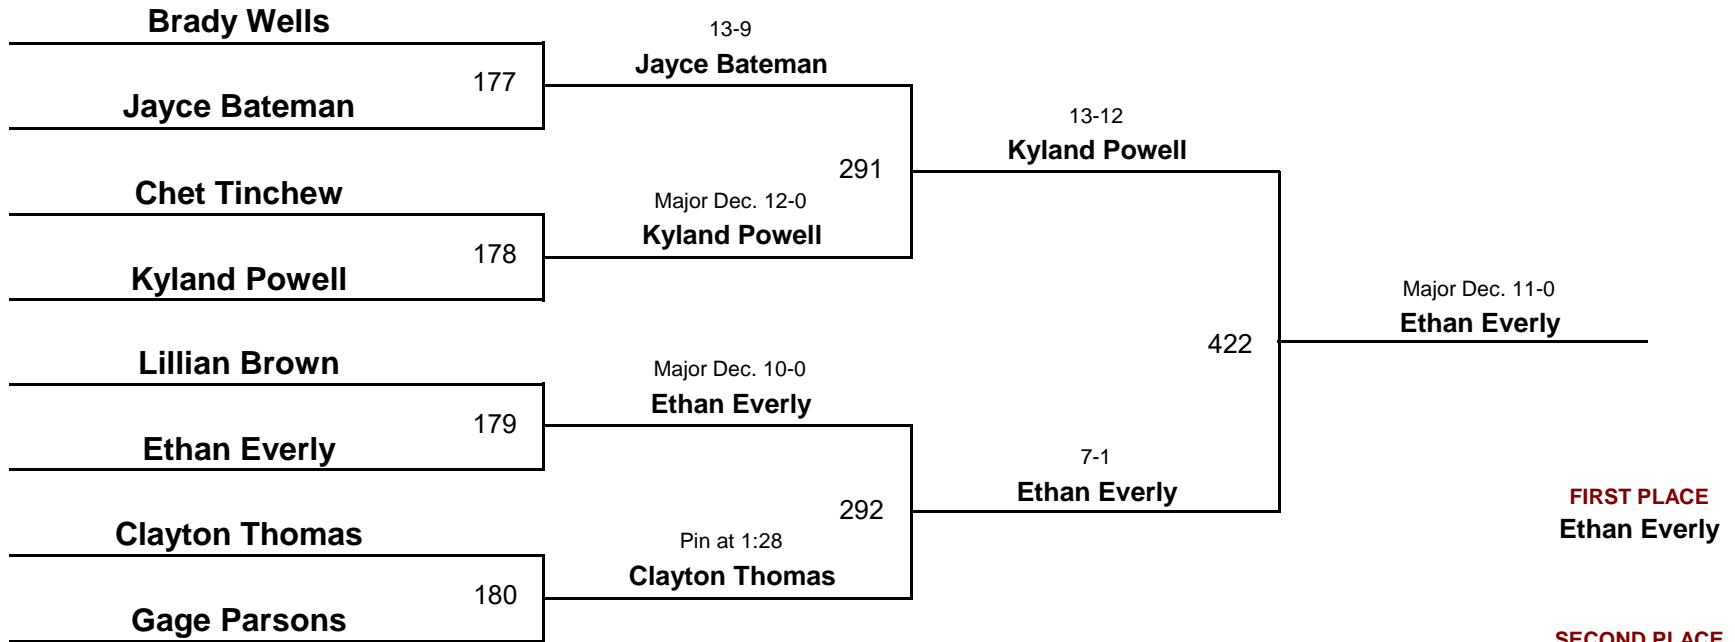 Brady Wells
13-9
Jayce Bateman
177
Jayce Bateman
13-12
Kyland Powell
291
Chet Tinchew
Major Dec. 12-0
Kyland Powell
178
Kyland Powell
Major Dec. 11-0
Ethan Everly
422
Lillian Brown
Major Dec. 10-0
Ethan Everly
179
Ethan Everly
7-1
Ethan Everly
FIRST PLACE
Ethan Everly
292
Clayton Thomas
Pin at 1:28
Clayton Thomas
180
Gage Parsons
SECOND PLACE